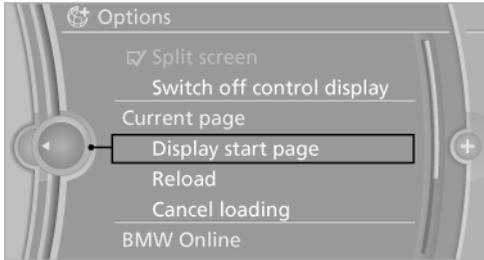 Options
Split screen
Switch off control display
Current page
Display start page
Reload
Cancel loading
BMW Online